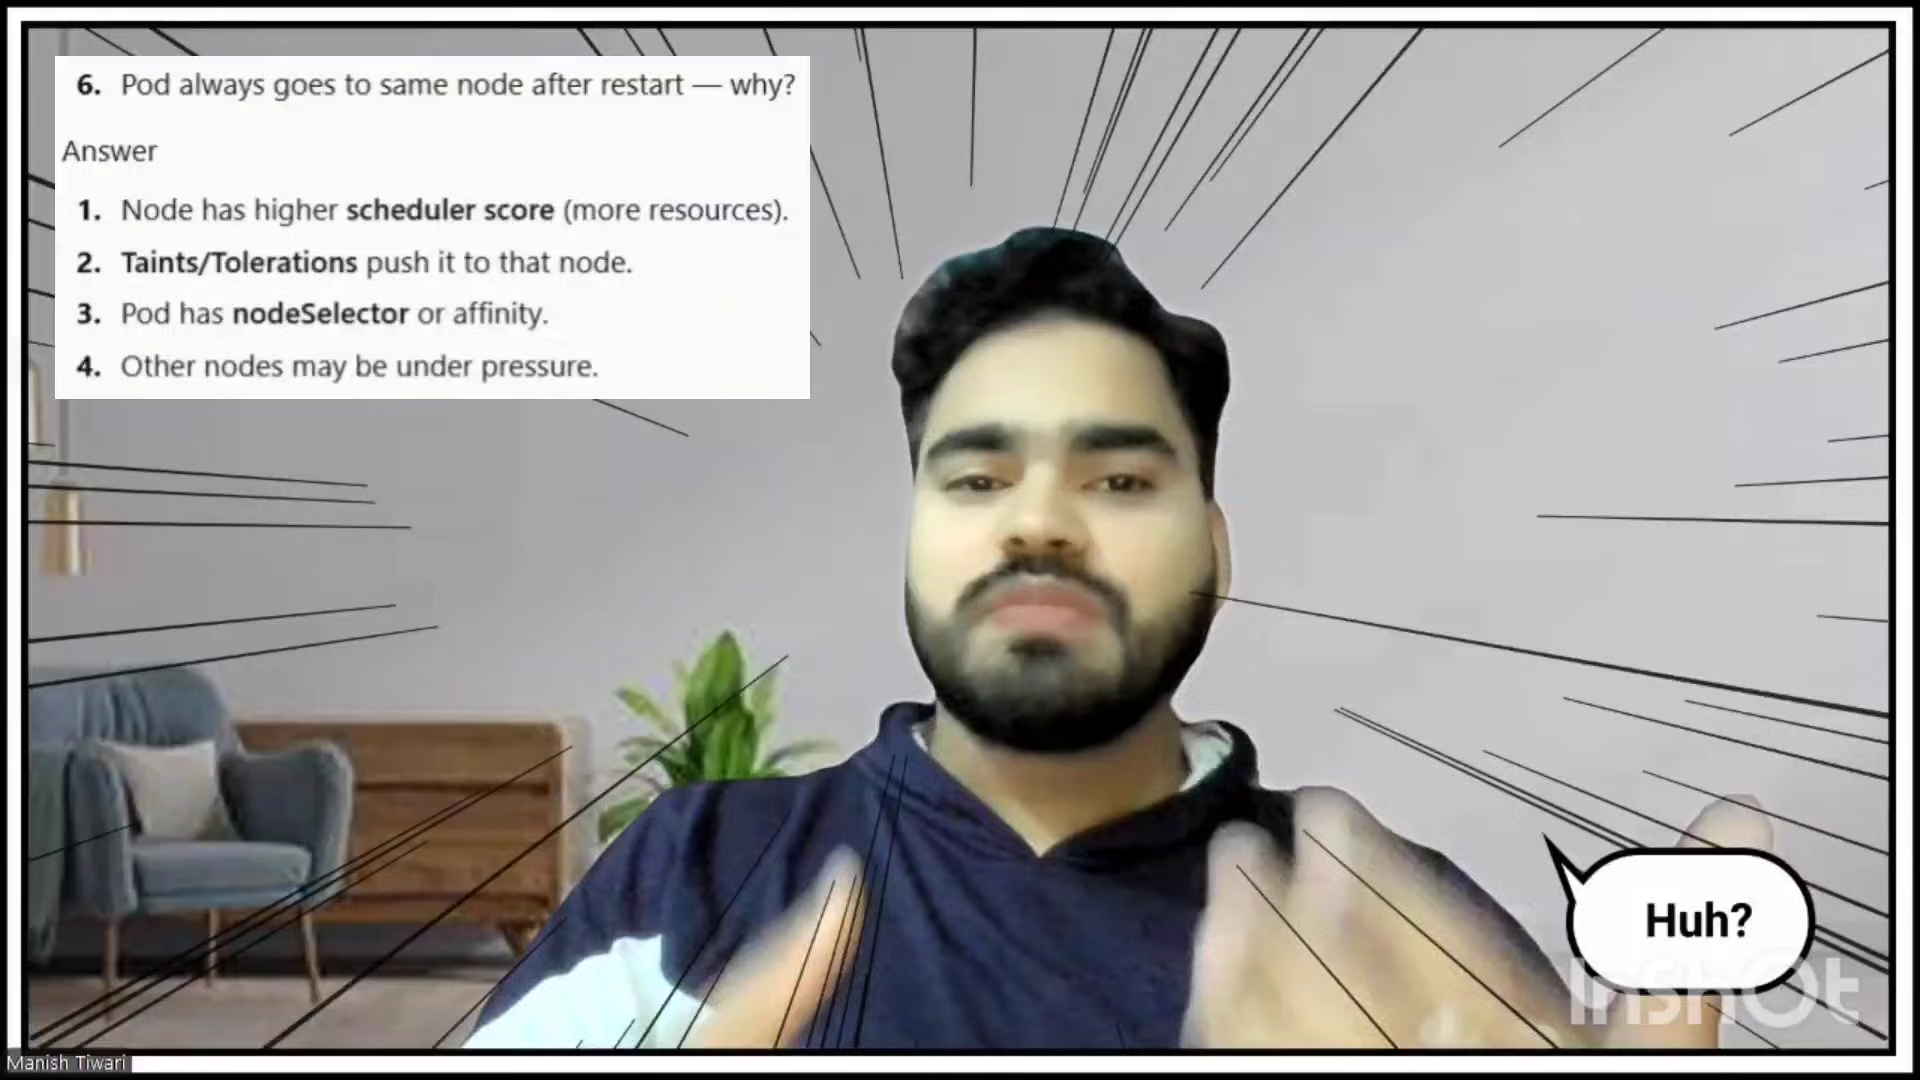 6. Pod always goes to same node after restart — why?
Answer
1. Node has higher scheduler score (more resources).
2. Taints/Tolerations push it to that node.
3. Pod has nodeSelector or affinity.
4. Other nodes may be under pressure.
Huh?
InShOt
Manish Tiwari